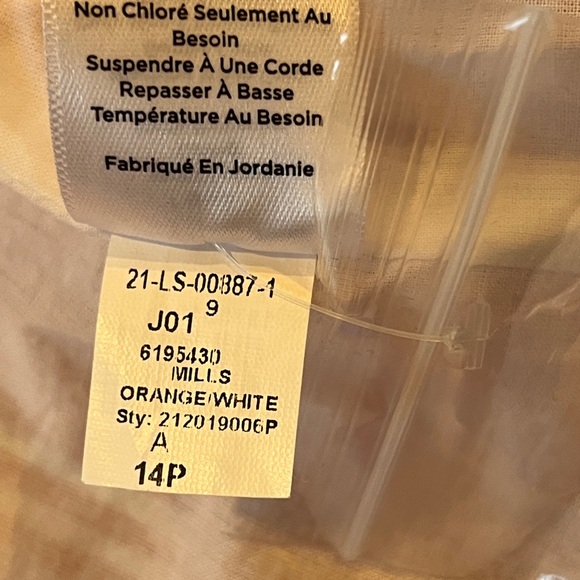 Non Chloré Seulement Au
Besoin
Suspendre À Une Corde
Repasser À Basse
Température Au Besoin
Fabriqué En Jordanie
21-LS-00887-1
9
J01
6195430
MILLS
ORANGE/WHITE
Sty: 212019006P
A
14P